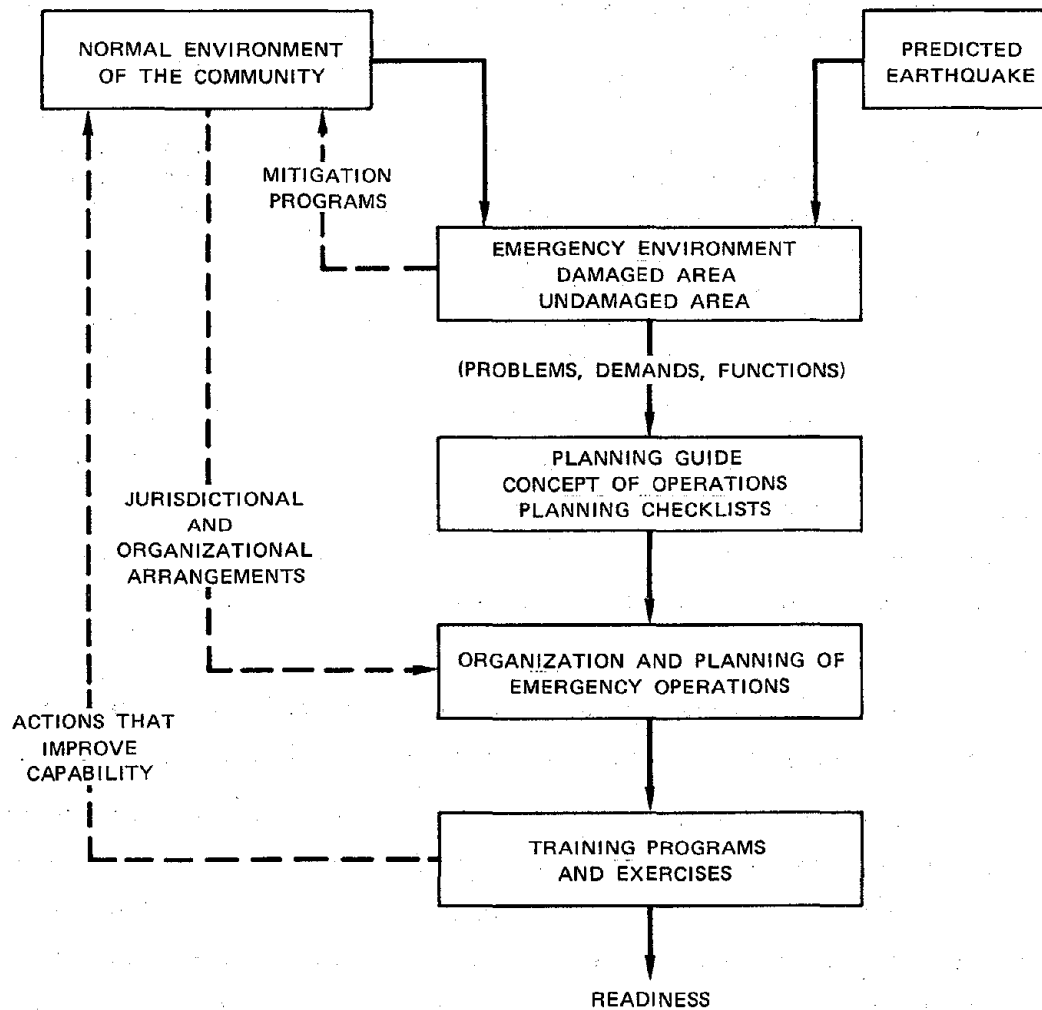 NORMAL ENVIRONMENT
OF THE COMMUNITY
PREDICTED
EARTHQUAKE
MITIGATION
PROGRAMS
EMERGENCY ENVIRONMENT
DAMAGED AREA
UNDAMAGED AREA
(PROBLEMS, DEMANDS, FUNCTIONS)
PLANNING GUIDE
CONCEPT OF OPERATIONS
PLANNING CHECKLISTS
JURISDICTIONAL
AND
ORGANIZATIONAL
ARRANGEMENTS
ORGANIZATION AND PLANNING OF
EMERGENCY OPERATIONS
ACTIONS THAT
IMPROVE
CAPABILITY
TRAINING PROGRAMS
AND EXERCISES
READINESS